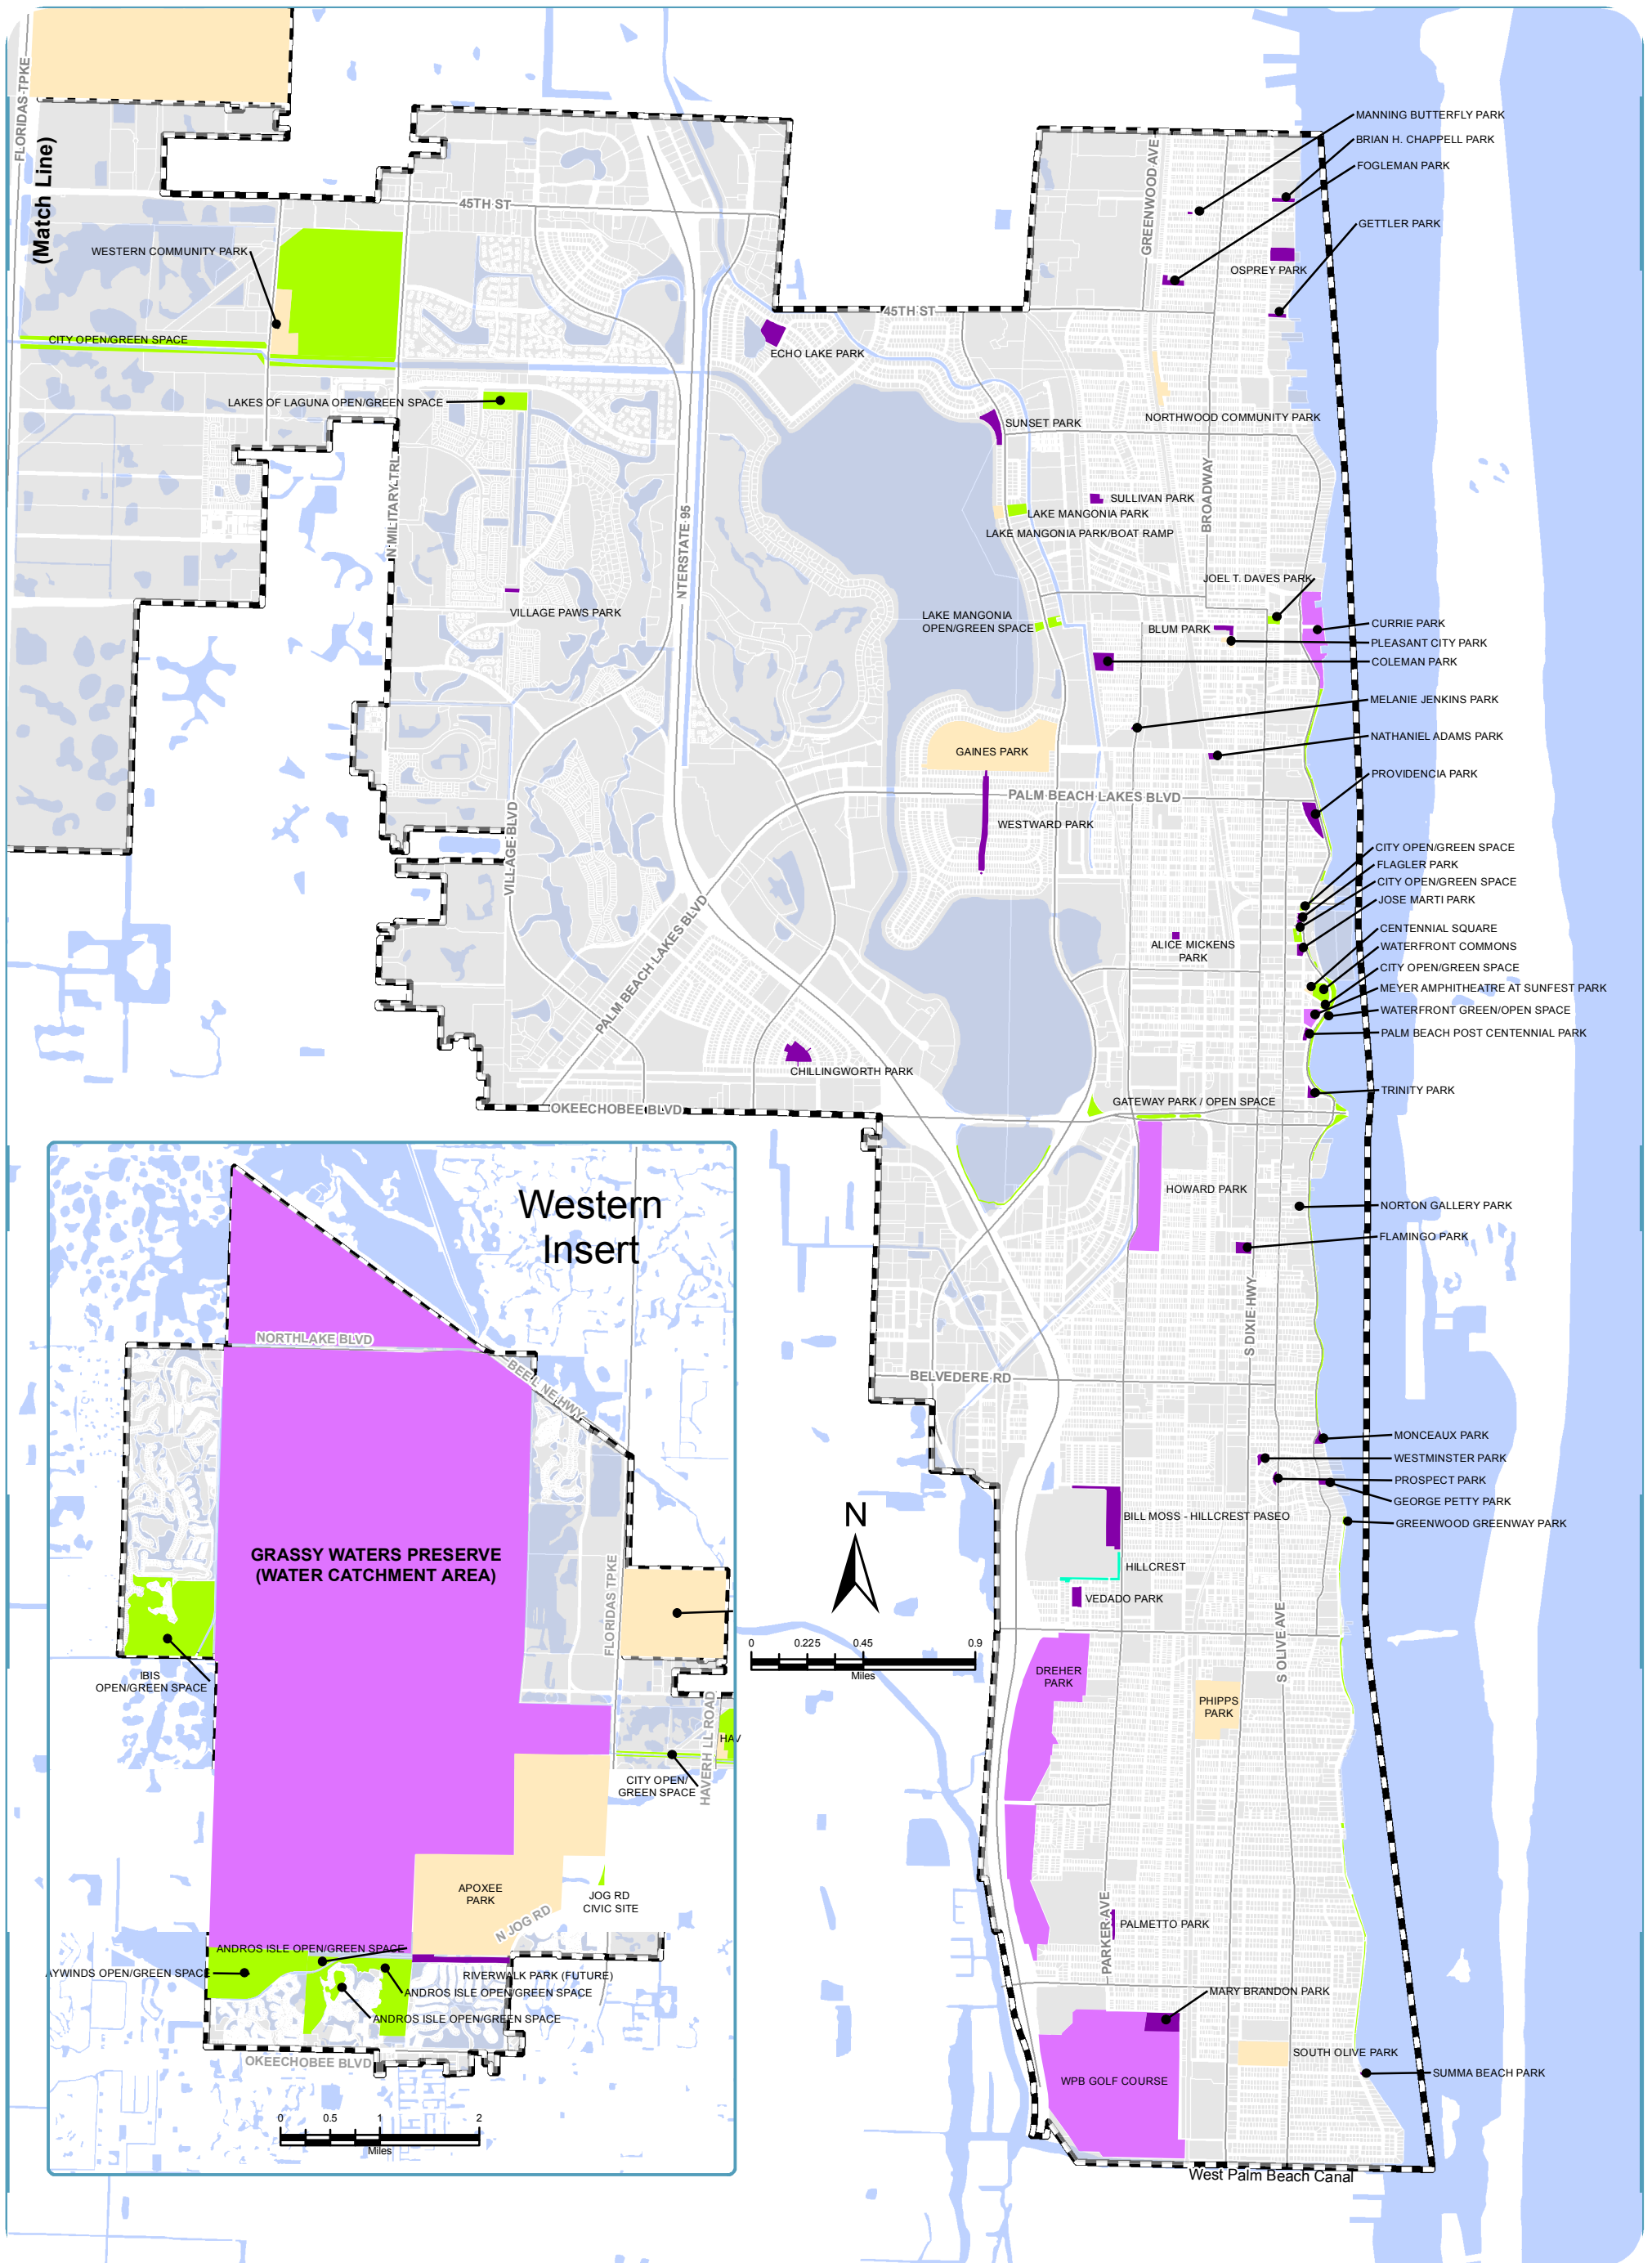 MANNING BUTTERFLY PARK
BRIAN H. CHAPPELL PARK
FOGLEMAN PARK
GETTLER PARK
FLORIDAS TPKE
(Match Line)
45TH ST
GREENWOOD AVE
WESTERN COMMUNITY PARK
OSPREY PARK
45TH ST
CITY OPEN/GREEN SPACE
ECHO LAKE PARK
LAKES OF LAGUNA OPEN/GREEN SPACE
SUNSET PARK
NORTHWOOD COMMUNITY PARK
N MILITARY TRL
NTERSTATE 95
BROADWAY
SULLIVAN PARK
LAKE MANGONIA PARK
LAKE MANGONIA PARK/BOAT RAMP
JOEL T. DAVES PARK
VILLAGE PAWS PARK
LAKE MANGONIA
OPEN/GREEN SPACE
BLUM PARK
CURRIE PARK
PLEASANT CITY PARK
COLEMAN PARK
MELANIE JENKINS PARK
NATHANIEL ADAMS PARK
GAINES PARK
PROVIDENCIA PARK
PALM BEACH LAKES BLVD
WESTWARD PARK
VILLAGE BLVD
PALM BEACH LAKES BLVD
CITY OPEN/GREEN SPACE
FLAGLER PARK
CITY OPEN/GREEN SPACE
JOSE MARTI PARK
CENTENNIAL SQUARE
WATERFRONT COMMONS
ALICE MICKENS
PARK
CITY OPEN/GREEN SPACE
MEYER AMPHITHEATRE AT SUNFEST PARK
WATERFRONT GREEN/OPEN SPACE
PALM BEACH POST CENTENNIAL PARK
CHILLINGWORTH PARK
TRINITY PARK
GATEWAY PARK / OPEN SPACE
OKEECHOBEE BLVD
HOWARD PARK
NORTON GALLERY PARK
FLAMINGO PARK
S DIXIE HWY
BELVEDERE RD
MONCEAUX PARK
WESTMINSTER PARK
PROSPECT PARK
GEORGE PETTY PARK
GREENWOOD GREENWAY PARK
BILL MOSS - HILLCREST PASEO
HILLCREST
VEDADO PARK
N
0 0.225 0.45 0.9
Miles
DREHER
PARK
S OLIVE AVE
PHIPPS
PARK
PARKER AVE
PALMETTO PARK
MARY BRANDON PARK
SOUTH OLIVE PARK
WPB GOLF COURSE
SUMMA BEACH PARK
West Palm Beach Canal
Western
Insert
NORTHLAKE BLVD
BEE L NE HWY
GRASSY WATERS PRESERVE
(WATER CATCHMENT AREA)
FLORIDAS TPKE
IBIS
OPEN/GREEN SPACE
HAV
CITY OPEN/
GREEN SPACE
HAVERH LL ROAD
APOXEE
PARK
JOG RD
CIVIC SITE
N JOG RD
ANDROS ISLE OPEN/GREEN SPACE
AYWINDS OPEN/GREEN SPACE
RIVERWALK PARK (FUTURE)
ANDROS ISLE OPEN/GREEN SPACE
ANDROS ISLE OPEN/GREEN SPACE
OKEECHOBEE BLVD
0 0.5 1 2
Miles